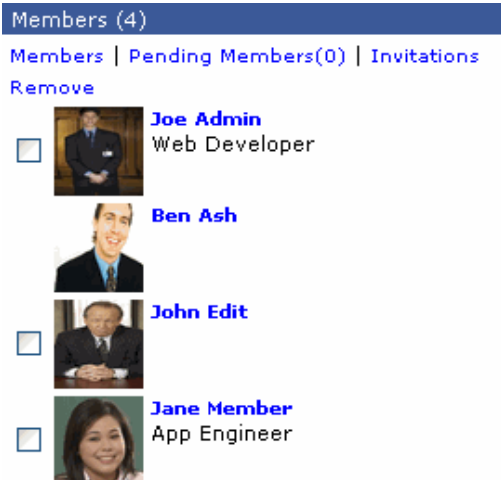 Members (4)
Members | Pending Members(0) | Invitations
Remove
Joe Admin
Web Developer
Ben Ash
John Edit
Jane Member
App Engineer